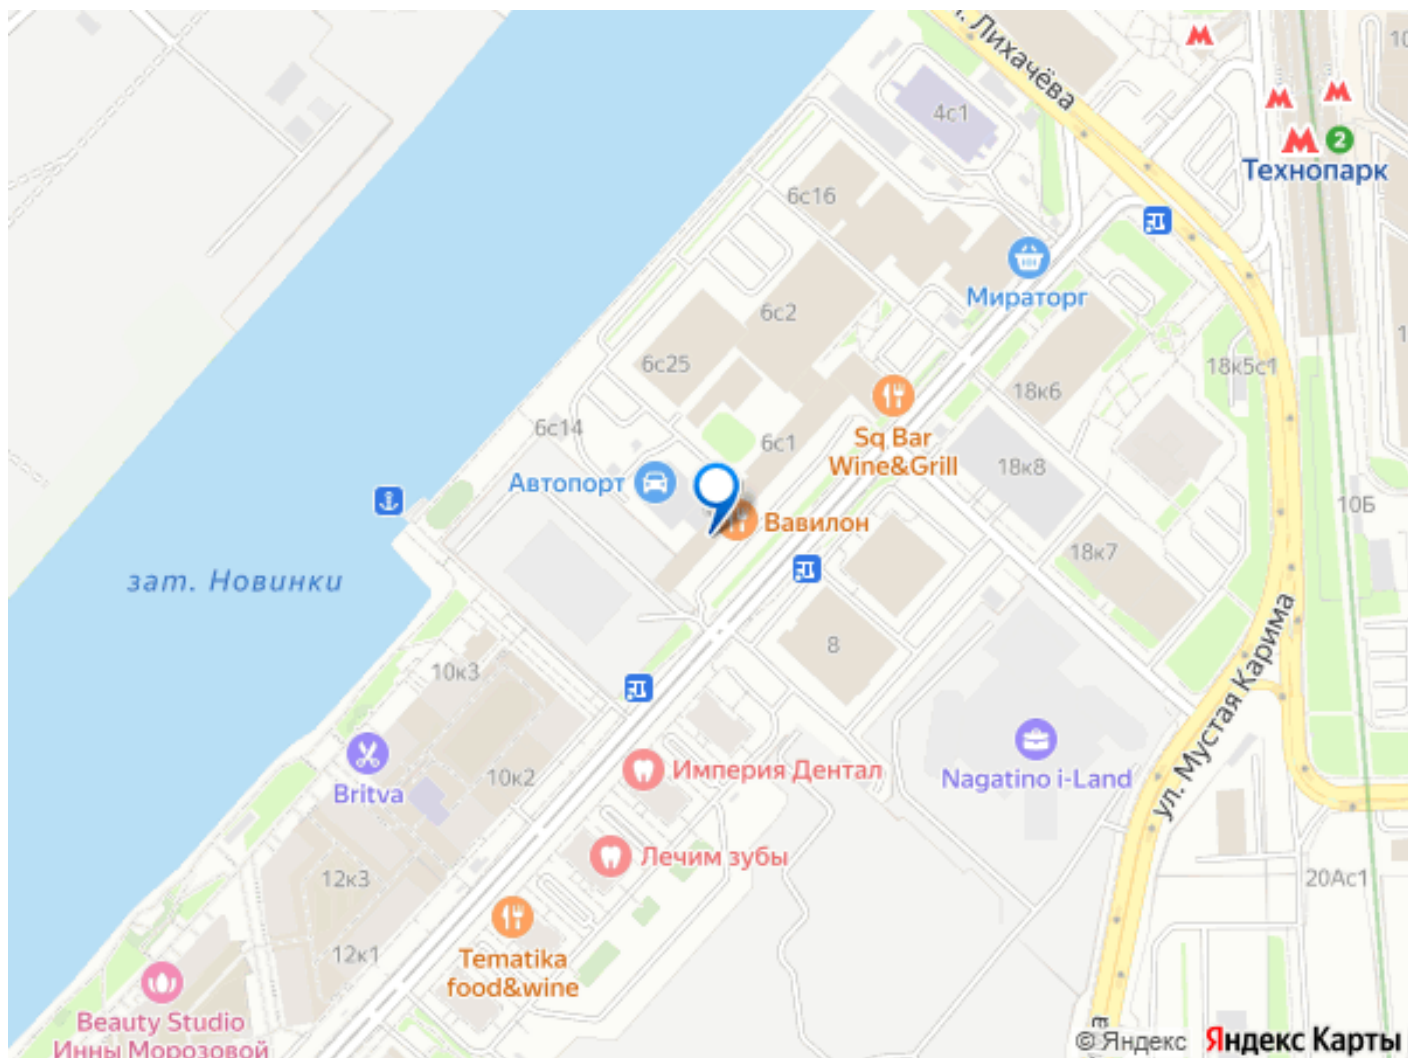 л. Лихачёва
4с1
2
Технопарк
6с16
Мираторг
6с2
6с25
18к5с1
18к6
6с14
6с1
Sq Bar
Wine&Grill
18к8
Автопорт
10Б
Вавилон
18к7
зат. Новинки
8
10к3
ул. Мустая Карима
10к2
Империя Дентал
Nagatino i-Land
Britva
Лечим зубы
12к3
20Ас1
12к1
Tematika
food&wine
Beauty Studio
Инны Морозовой
© Яндекс
Яндекс Карты